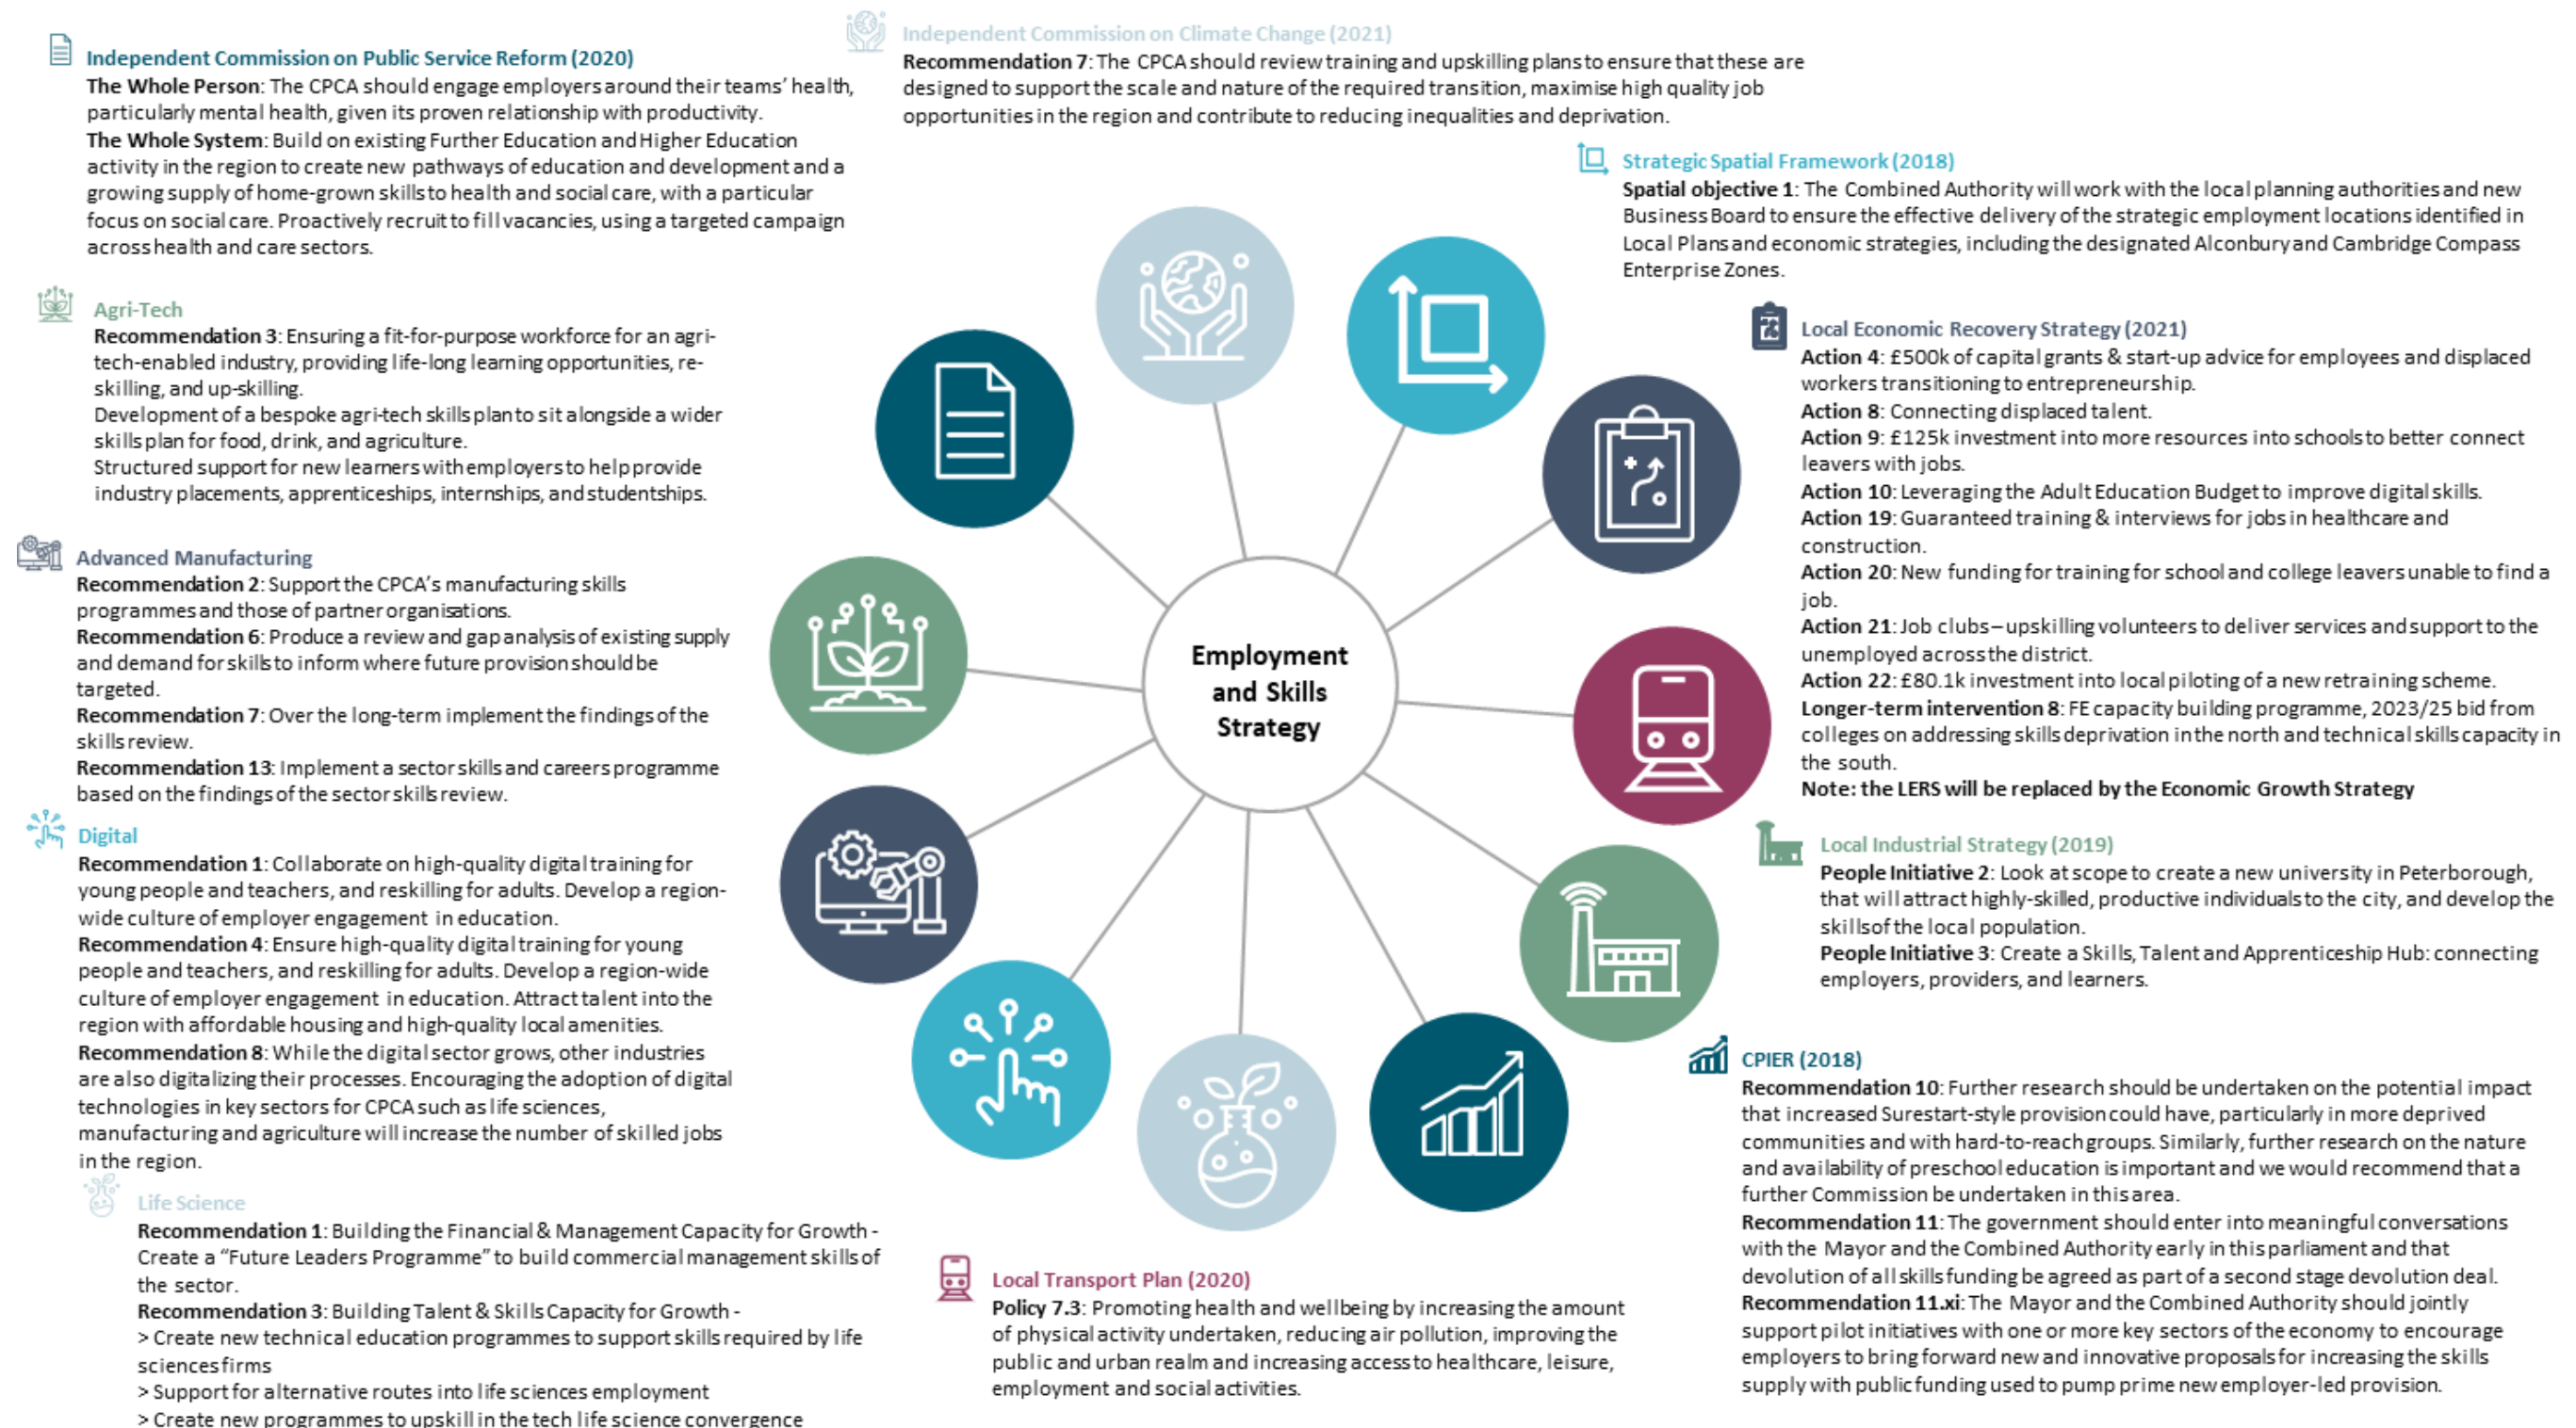 Independent Commission on Public Service Reform (2020)
The Whole Person: The CPCA should engage employers around their teams' health,
particularly mental health, given its proven relationship with productivity.
The Whole System: Build on existing Further Education and Higher Education
activity in the region to create new pathways of education and development and a
growing supply of home-grown skills to health and social care, with a particular
focus on social care. Proactively recruit to fill vacancies, using a targeted campaign
across health and care sectors.
Independent Commission on Climate Change (2021)
Recommendation 7: The CPCA should review training and upskilling plans to ensure that these are
designed to support the scale and nature of the required transition, maximise high quality job
opportunities in the region and contribute to reducing inequalities and deprivation.
Strategic Spatial Framework (2018)
Spatial objective 1: The Combined Authority will work with the local planning authorities and new
Business Board to ensure the effective delivery of the strategic employment locations identified in
Local Plans and economic strategies, including the designated Alconbury and Cambridge Compass
Enterprise Zones.
Agri-Tech
Recommendation 3: Ensuring a fit-for-purpose workforce for an agri-
tech-enabled industry, providing life-long learning opportunities, re-
skilling, and up-skilling.
Development of a bespoke agri-tech skills plan to sit alongside a wider
skills plan for food, drink, and agriculture.
Structured support for new learners with employers to help provide
industry placements, apprenticeships, internships, and studentships.
Local Economic Recovery Strategy (2021)
Action 4: £500k of capital grants & start-up advice for employees and displaced
workers transitioning to entrepreneurship.
Action 8: Connecting displaced talent.
Action 9: £125k investment into more resources into schools to better connect
leavers with jobs.
Action 10: Leveraging the Adult Education Budget to improve digital skills.
Action 19: Guaranteed training & interviews for jobs in healthcare and
construction.
Action 20: New funding for training for school and college leavers unable to find a
job.
Action 21: Job clubs – upskilling volunteers to deliver services and support to the
unemployed across the district.
Action 22: £80.1k investment into local piloting of a new retraining scheme.
Longer-term intervention 8: FE capacity building programme, 2023/25 bid from
colleges on addressing skills deprivation in the north and technical skills capacity in
the south.
Note: the LERS will be replaced by the Economic Growth Strategy
Advanced Manufacturing
Recommendation 2: Support the CPCA's manufacturing skills
programmes and those of partner organisations.
Recommendation 6: Produce a review and gap analysis of existing supply
and demand for skills to inform where future provision should be
targeted.
Recommendation 7: Over the long-term implement the findings of the
skills review.
Recommendation 13: Implement a sector skills and careers programme
based on the findings of the sector skills review.
Employment
and Skills
Strategy
Digital
Recommendation 1: Collaborate on high-quality digital training for
young people and teachers, and reskilling for adults. Develop a region-
wide culture of employer engagement in education.
Recommendation 4: Ensure high-quality digital training for young
people and teachers, and reskilling for adults. Develop a region-wide
culture of employer engagement in education. Attract talent into the
region with affordable housing and high-quality local amenities.
Recommendation 8: While the digital sector grows, other industries
are also digitalizing their processes. Encouraging the adoption of digital
technologies in key sectors for CPCA such as life sciences,
manufacturing and agriculture will increase the number of skilled jobs
in the region.
Local Industrial Strategy (2019)
People Initiative 2: Look at scope to create a new university in Peterborough,
that will attract highly-skilled, productive individuals to the city, and develop the
skills of the local population.
People Initiative 3: Create a Skills, Talent and Apprenticeship Hub: connecting
employers, providers, and learners.
CPIER (2018)
Recommendation 10: Further research should be undertaken on the potential impact
that increased Surestart-style provision could have, particularly in more deprived
communities and with hard-to-reach groups. Similarly, further research on the nature
and availability of preschool education is important and we would recommend that a
further Commission be undertaken in this area.
Recommendation 11: The government should enter into meaningful conversations
with the Mayor and the Combined Authority early in this parliament and that
devolution of all skills funding be agreed as part of a second stage devolution deal.
Recommendation 11.xi: The Mayor and the Combined Authority should jointly
support pilot initiatives with one or more key sectors of the economy to encourage
employers to bring forward new and innovative proposals for increasing the skills
supply with public funding used to pump prime new employer-led provision.
Life Science
Recommendation 1: Building the Financial & Management Capacity for Growth -
Create a “Future Leaders Programme” to build commercial management skills of
the sector.
Recommendation 3: Building Talent & Skills Capacity for Growth -
> Create new technical education programmes to support skills required by life
sciences firms
> Support for alternative routes into life sciences employment
> Create new programmes to upskill in the tech life science convergence
Local Transport Plan (2020)
Policy 7.3: Promoting health and wellbeing by increasing the amount
of physical activity undertaken, reducing air pollution, improving the
public and urban realm and increasing access to healthcare, leisure,
employment and social activities.